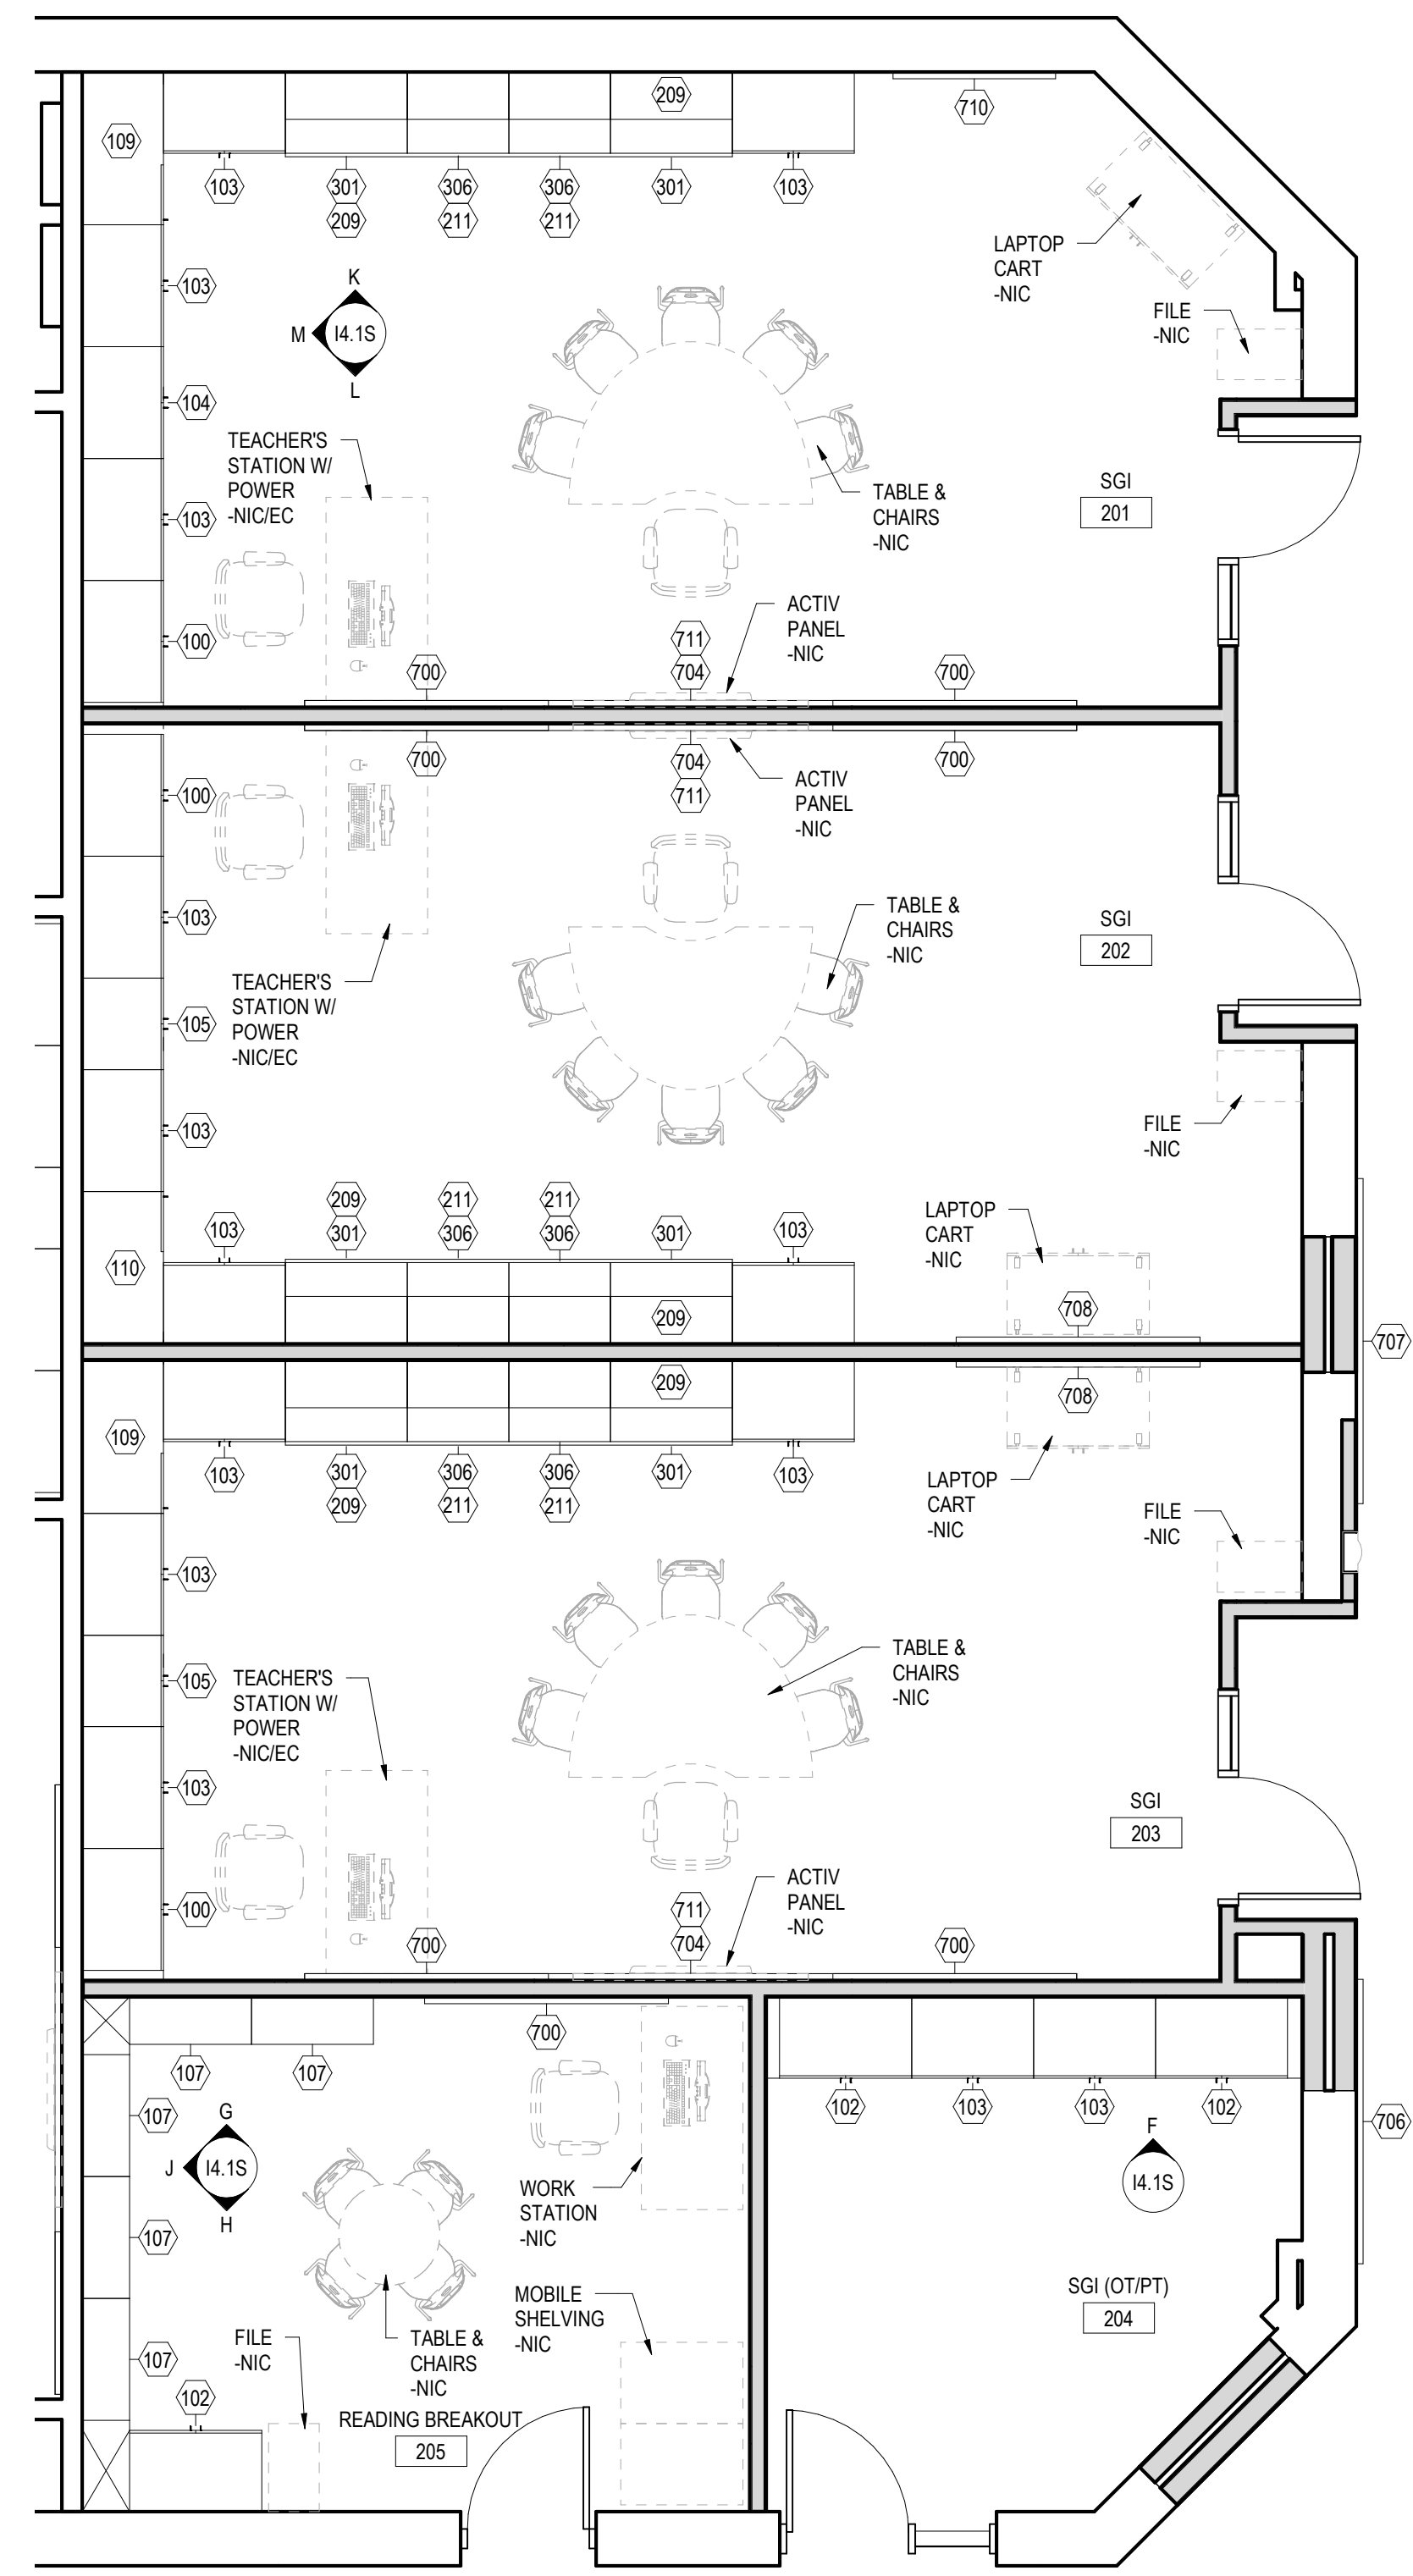 209
710
109
103
301
306
306
301
103
209
211
211
LAPTOP
CART
-NIC
K
103
M
I4.1S
L
FILE
-NIC
104
TEACHER'S
STATION W/
POWER
-NIC/EC
SGI
201
TABLE &
CHAIRS
-NIC
103
ACTIV
PANEL
-NIC
100
711
700
704
700
700
704
700
711
ACTIV
PANEL
-NIC
100
TABLE &
CHAIRS
-NIC
103
SGI
202
TEACHER'S
STATION W/
POWER
-NIC/EC
105
FILE
-NIC
103
209
211
211
103
301
306
306
301
103
LAPTOP
CART
-NIC
110
708
209
707
209
708
109
103
301
306
306
301
103
209
211
211
LAPTOP
CART
-NIC
FILE
-NIC
103
TABLE &
CHAIRS
-NIC
105
TEACHER'S
STATION W/
POWER
-NIC/EC
103
SGI
203
ACTIV
PANEL
-NIC
100
711
700
704
700
700
107
107
102
103
103
102
107
G
J
I4.1S
H
F
I4.1S
706
WORK
STATION
-NIC
107
MOBILE
SHELVING
-NIC
SGI (OT/PT)
204
FILE
-NIC
TABLE &
CHAIRS
-NIC
107
102
READING BREAKOUT
205